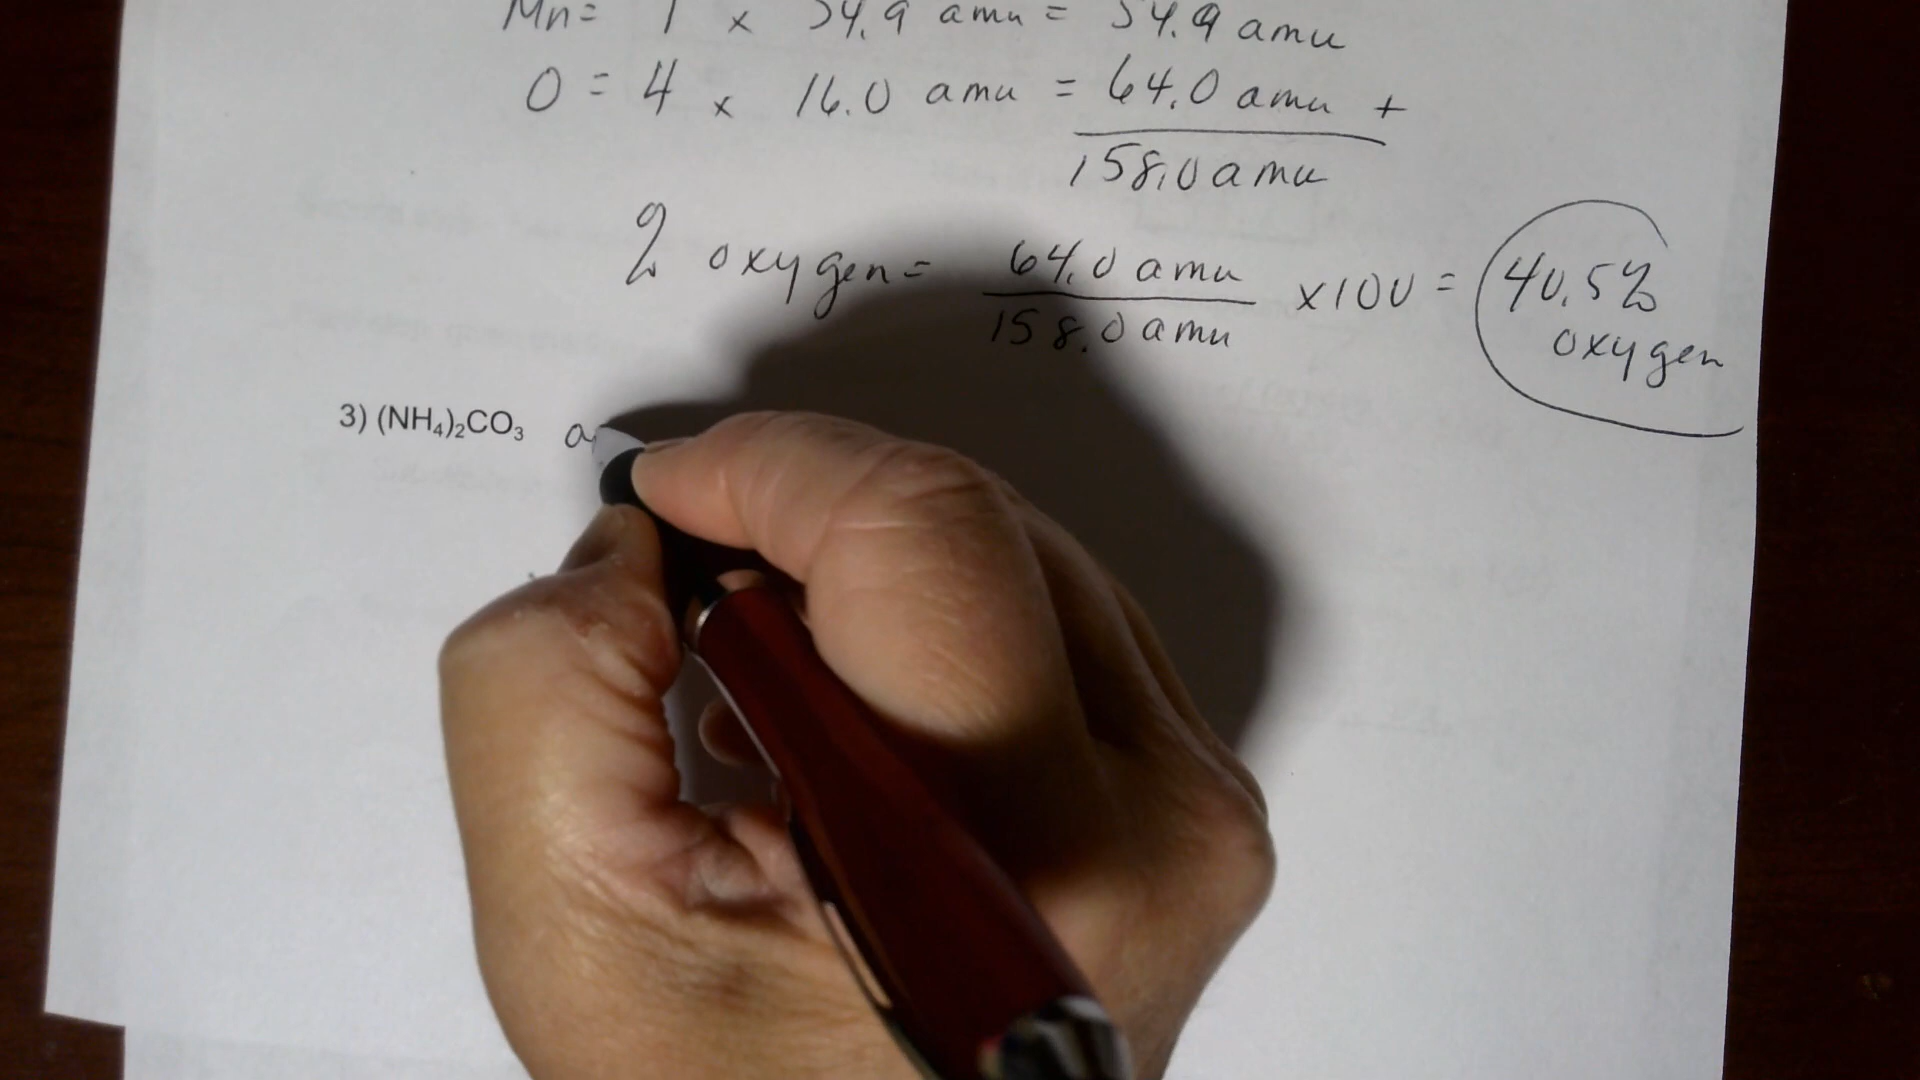 Mn = 1 x 54.9 amu = 54.9 amu
O = 4 x 16.0 amu = 64.0 amu +
158.0 amu
% oxygen = 64.0 amu / 158.0 amu x100 = 40.5%
oxygen
3) (NH₄)₂CO₃ a